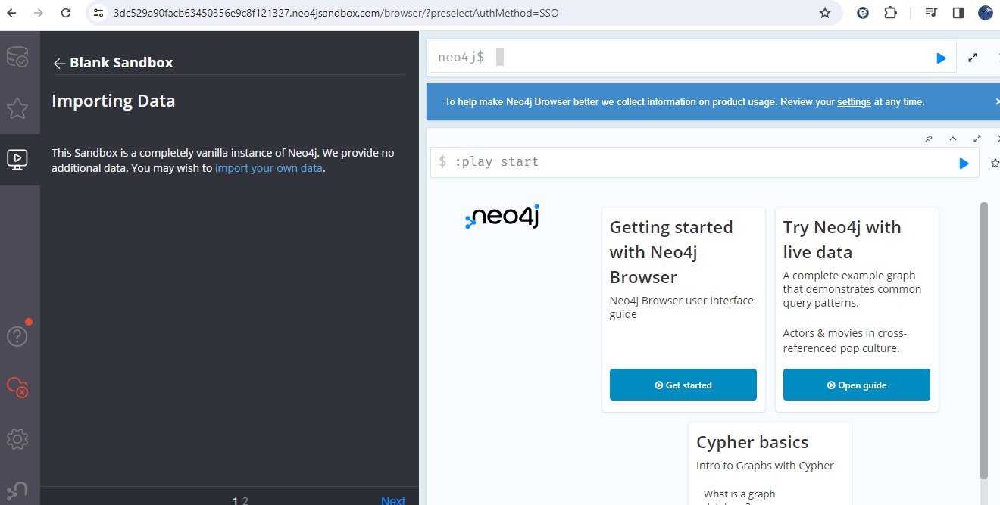 3dc529a90facb63450356e9c8f121327.neo4jsandbox.com/browser/?preselectAuthMethod=SSO
Blank Sandbox
Importing Data
This Sandbox is a completely vanilla instance of Neo4j. We provide no
additional data. You may wish to import your own data.
1 2
Next
neo4j$
To help make Neo4j Browser better we collect information on product usage. Review your settings at any time.
$ :play start
neo4j
Getting started
with Neo4j
Browser
Neo4j Browser user interface
guide
Get started
Try Neo4j with
live data
A complete example graph
that demonstrates common
query patterns.
Actors & movies in cross-
referenced pop culture.
Open guide
Cypher basics
Intro to Graphs with Cypher
What is a graph
database?